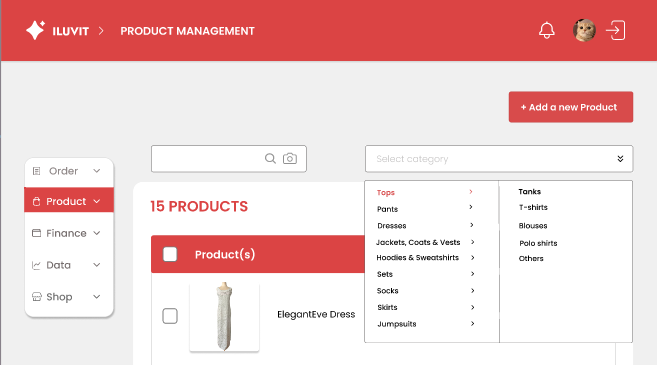 ILUVIT
PRODUCT MANAGEMENT
+ Add a new Product
Select category
Order
Product
Finance
Data
Shop
15 PRODUCTS
Product(s)
ElegantEve Dress
Tops
Pants
Dresses
Jackets, Coats & Vests
Hoodies & Sweatshirts
Sets
Socks
Skirts
Jumpsuits
Tanks
T-shirts
Blouses
Polo shirts
Others